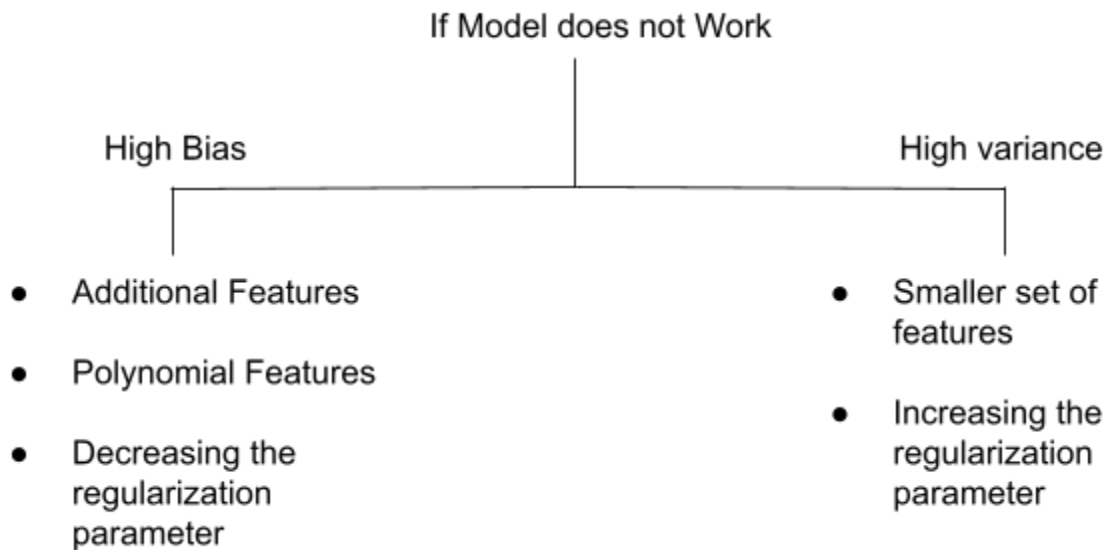 If Model does not Work
High Bias
High variance
● Additional Features
● Polynomial Features
● Decreasing the
regularization
parameter
● Smaller set of
features
● Increasing the
regularization
parameter